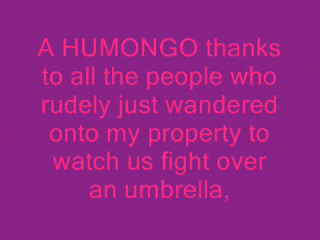 A HUMONGO thanks
to all the people who
rudely just wandered
onto my property to
watch us fight over
an umbrella,